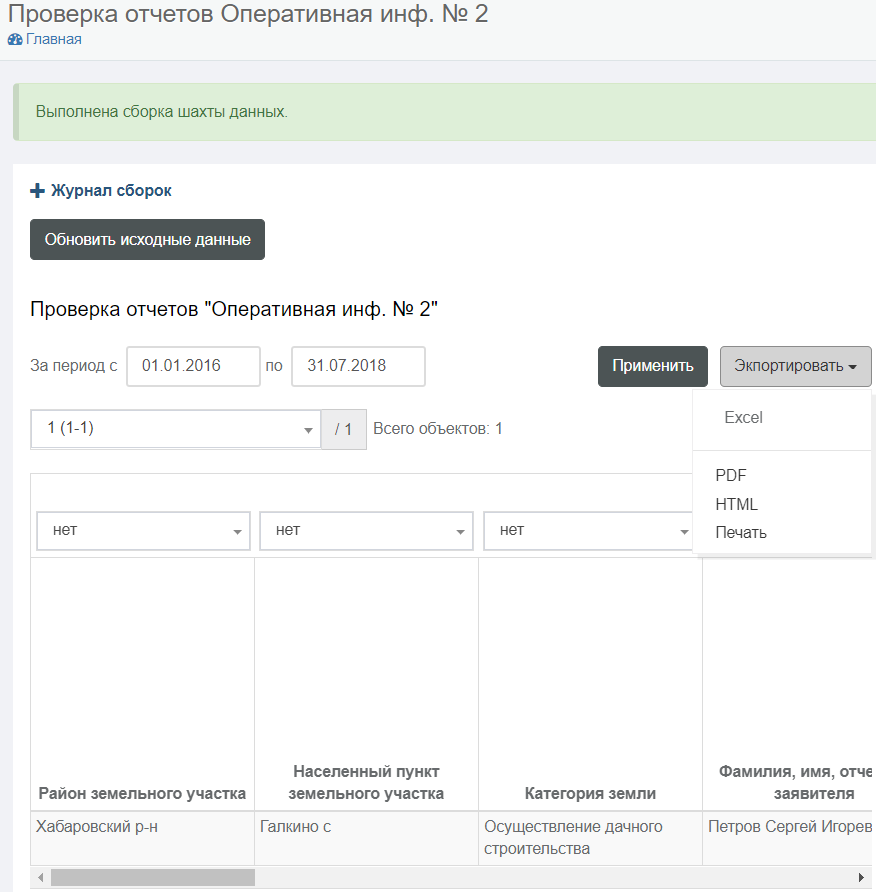 Проверка отчетов Оперативная инф. № 2
Главная
Выполнена сборка шахты данных.
Журнал сборок
Обновить исходные данные
Проверка отчетов "Оперативная инф. № 2"
За период с 01.01.2016 по 31.07.2018 Применить Экпортировать
Excel
1 (1-1) / 1 Всего объектов: 1
PDF
HTML
Печать
нет нет нет
Район земельного участка
Населенный пункт
земельного участка
Категория земли
Фамилия, имя, отче
заявителя
Хабаровский р-н Галкино с Осуществление дачного Петров Сергей Игорев
строительства